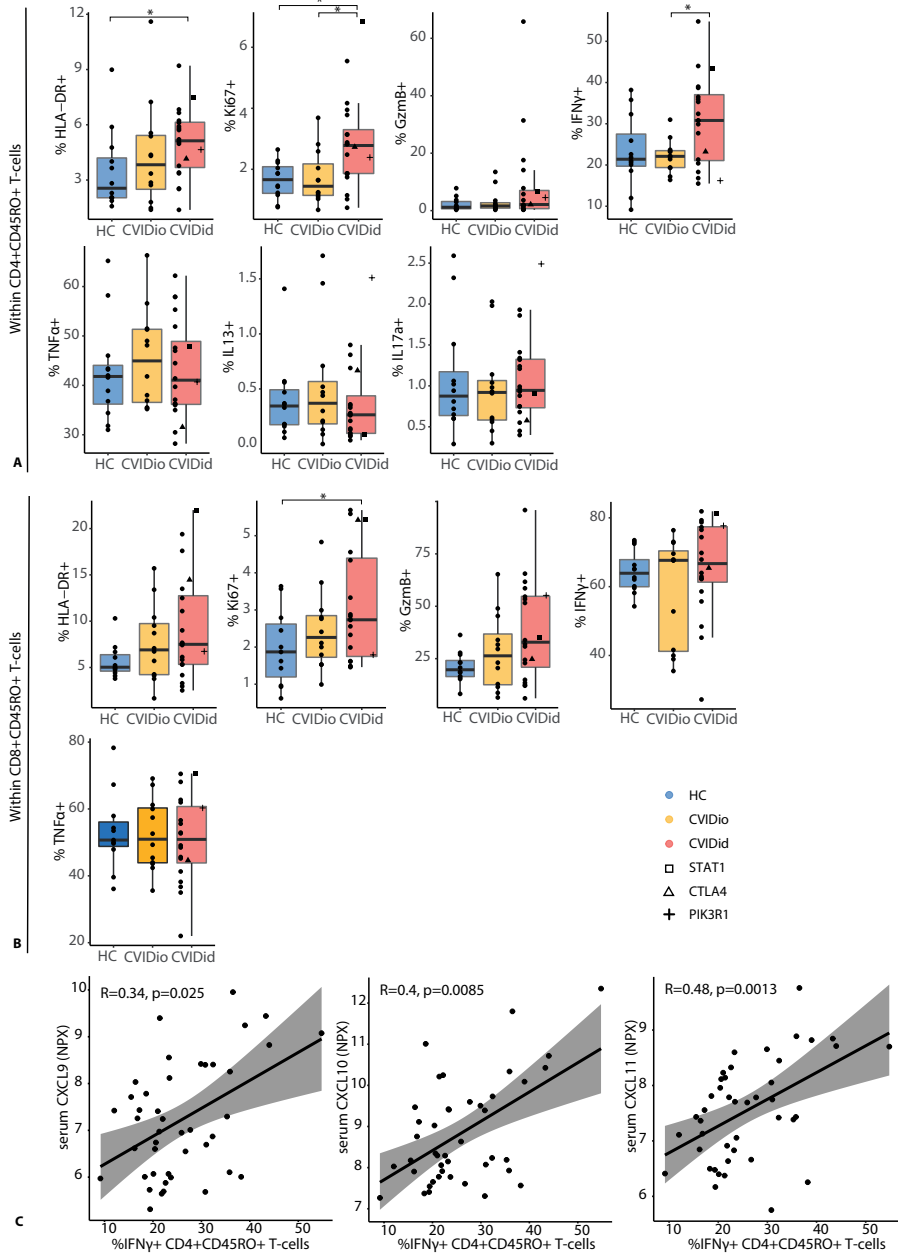 Within CD4+CD45RO+ T-cells
*
% HLA−DR+
12
9
6
3
HC CVIDio CVIDid
*
*
% Ki67+
6
4
2
HC CVIDio CVIDid
% GzmB+
60
40
20
0
HC CVIDio CVIDid
*
% IFNγ+
50
40
30
20
10
HC CVIDio CVIDid
% TNFα+
60
50
40
30
HC CVIDio CVIDid
% IL13+
1.5
1.0
0.5
0.0
HC CVIDio CVIDid
% IL17a+
2.5
2.0
1.5
1.0
0.5
HC CVIDio CVIDid
A
Within CD8+CD45RO+ T-cells
% HLA−DR+
20
15
10
5
HC CVIDio CVIDid
*
% Ki67+
5
4
3
2
1
HC CVIDio CVIDid
% GzmB+
75
50
25
HC CVIDio CVIDid
% IFNγ+
80
60
40
HC CVIDio CVIDid
% TNFα+
80
60
40
20
HC CVIDio CVIDid
HC
CVIDio
CVIDid
STAT1
CTLA4
PIK3R1
B
R=0.34, p=0.025
serum CXCL9 (NPX)
10
9
8
7
6
10 20 30 40 50
%IFNγ+ CD4+CD45RO+ T-cells
R=0.4, p=0.0085
serum CXCL10 (NPX)
12
11
10
9
8
7
10 20 30 40 50
%IFNγ+ CD4+CD45RO+ T-cells
R=0.48, p=0.0013
serum CXCL11 (NPX)
9
8
7
6
10 20 30 40 50
%IFNγ+ CD4+CD45RO+ T-cells
C